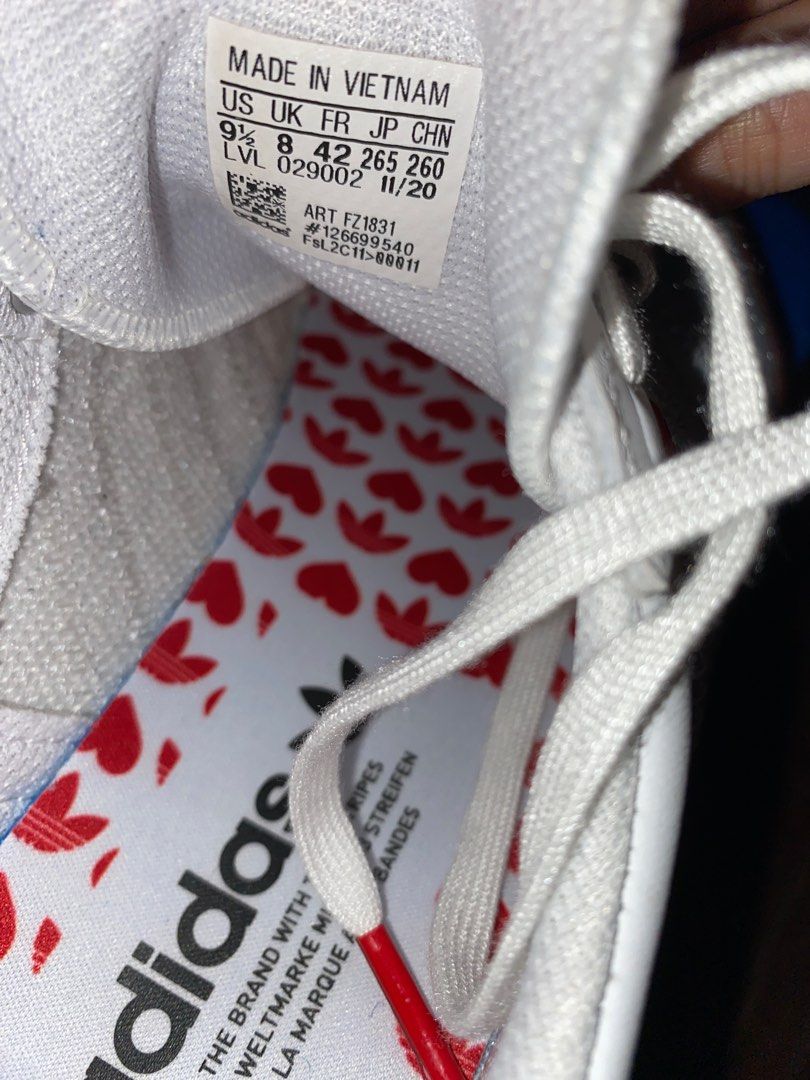 MADE IN VIETNAM
US UK FR JP CHN
9½ 8 42 265 260
LVL 029002 11/20
adidas
ART FZ1831
#126699540
FsL2C11>00011
adidas
THE BRAND WITH
WELTMARKE STREIFEN
LA MARQUE BANDES